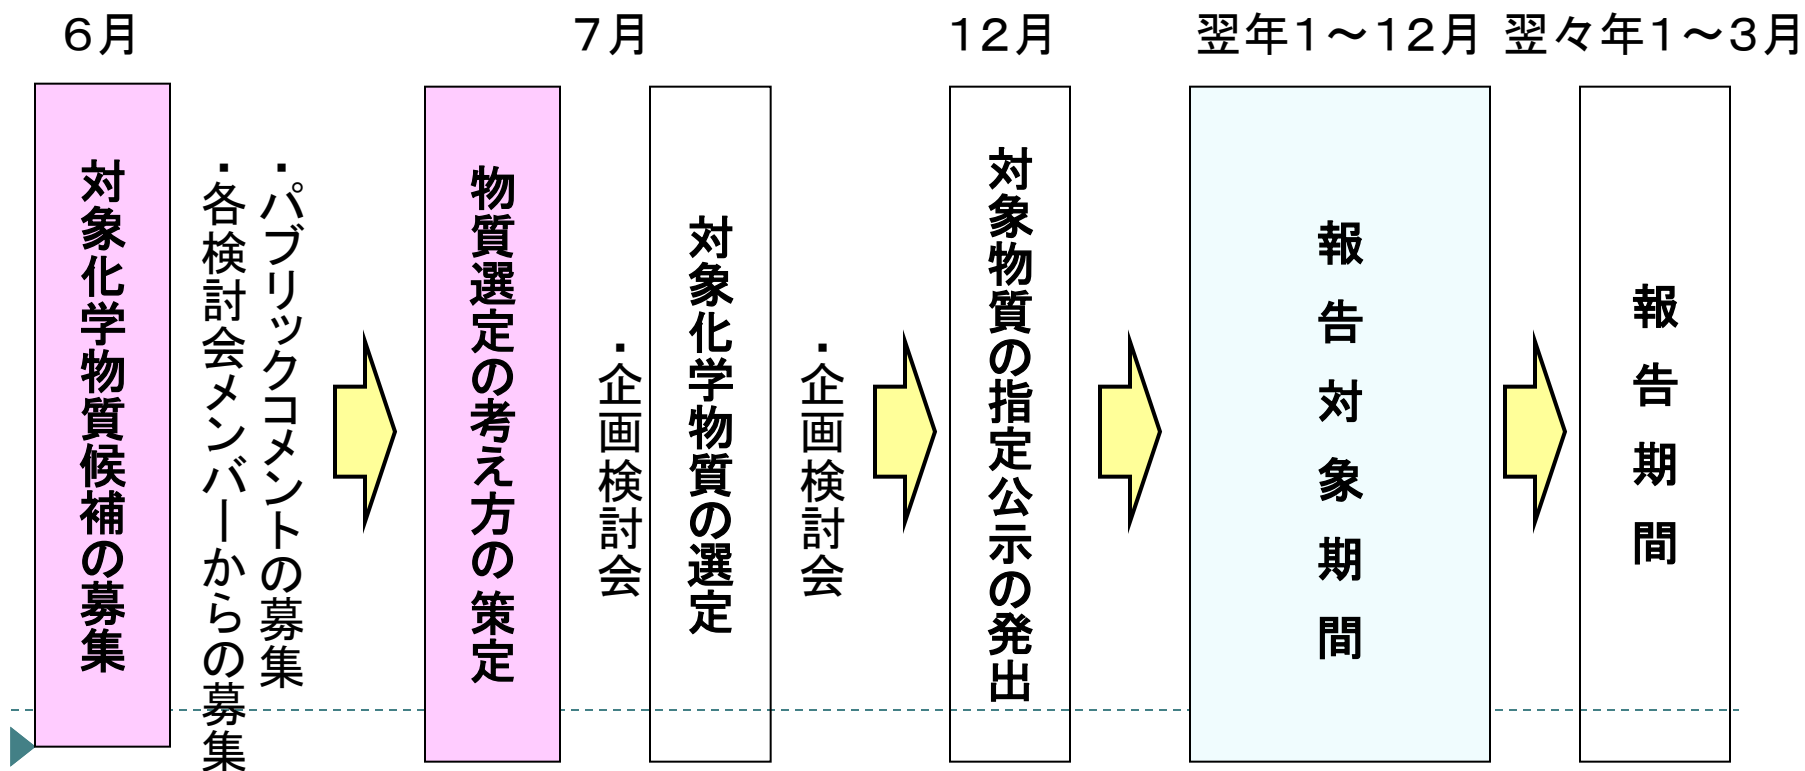 ６月
７月
１２月
翌年１～１２月
翌々年１～３月
対象化学物質候補の募集
・パブリックコメントの募集
・各検討会メンバーからの募集
物質選定の考え方の策定
・企画検討会
対象化学物質の選定
・企画検討会
対象物質の指定公示の発出
報告対象期間
報告期間